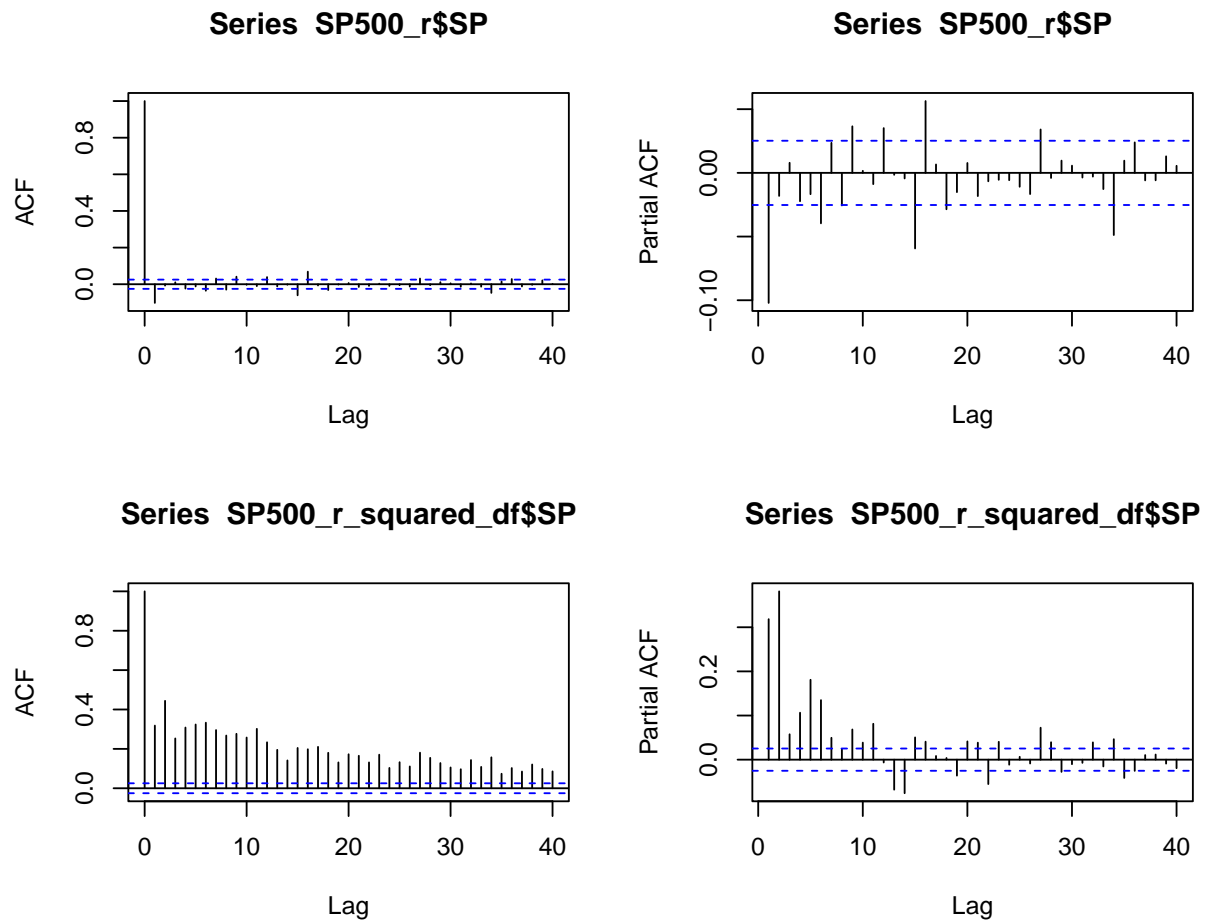 Series SP500_r$SP
ACF
0.0 0.4 0.8
0 10 20 30 40
Lag
Series SP500_r$SP
Partial ACF
−0.10 0.00
0 10 20 30 40
Lag
Series SP500_r_squared_df$SP
ACF
0.0 0.4 0.8
0 10 20 30 40
Lag
Series SP500_r_squared_df$SP
Partial ACF
0.0 0.2
0 10 20 30 40
Lag